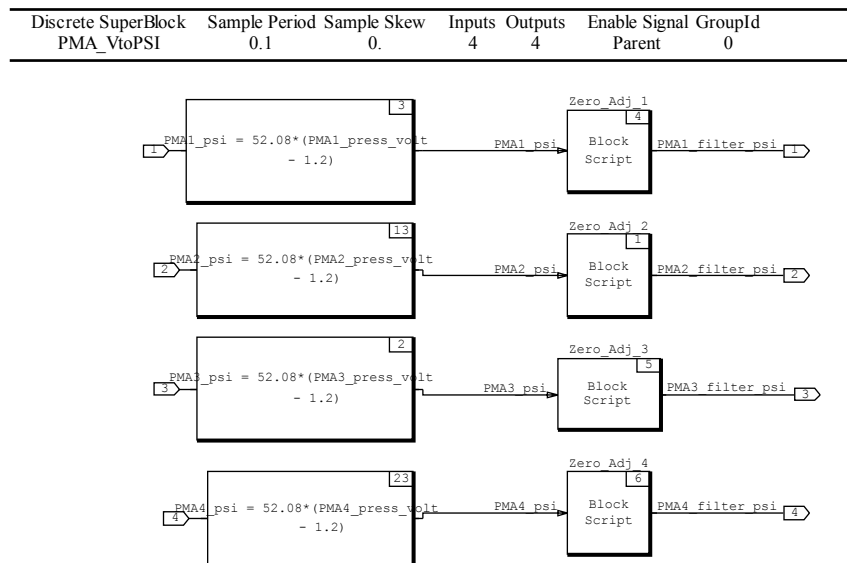 Discrete SuperBlock Sample Period Sample Skew Inputs Outputs Enable Signal GroupId
PMA_VtoPSI 0.1 0. 4 4 Parent 0
3
Zero_Adj_1
4
1
PMA1_psi = 52.08*(PMA1_press_volt
- 1.2)
PMA1_psi
Block
Script
PMA1_filter_psi
1
13
Zero_Adj_2
1
2
PMA2_psi = 52.08*(PMA2_press_volt
- 1.2)
PMA2_psi
Block
Script
PMA2_filter_psi
2
2
Zero_Adj_3
5
3
PMA3_psi = 52.08*(PMA3_press_volt
- 1.2)
PMA3_psi
Block
Script
PMA3_filter_psi
3
23
Zero_Adj_4
6
4
PMA4_psi = 52.08*(PMA4_press_volt
- 1.2)
PMA4_psi
Block
Script
PMA4_filter_psi
4